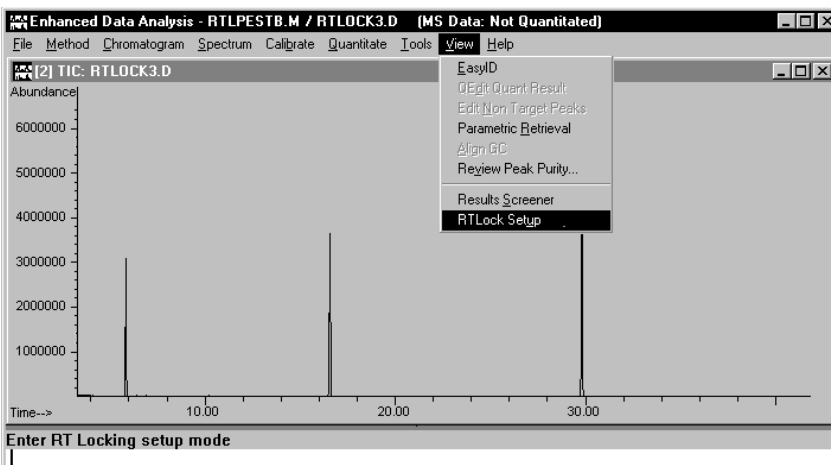 Enhanced Data Analysis - RTLPESTB.M / RTLOCK3.D (MS Data: Not Quantitated)
File Method Chromatogram Spectrum Calibrate Quantitate Tools View Help
[2] TIC: RTLOCK3.D
Abundance
EasyID
QEdit Quant Result
Edit Non Target Peaks
Parametric Retrieval
Align GC
Review Peak Purity...
Results Screener
RTLock Setup
6000000
5000000
4000000
3000000
2000000
1000000
Time--> 10.00 20.00 30.00
Enter RT Locking setup mode